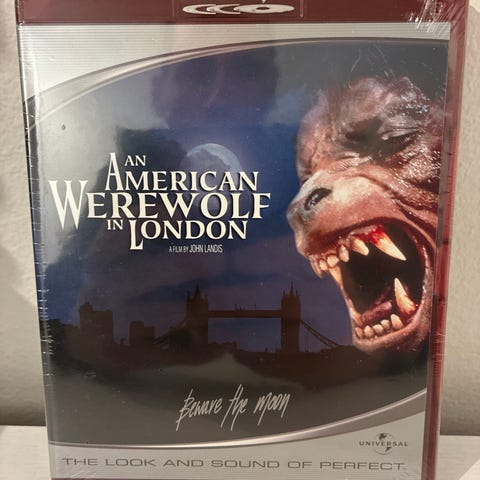 AN
AMERICAN
WEREWOLF
IN LONDON
A FILM BY JOHN LANDIS
Beware the moon
UNIVERSAL
THE LOOK AND SOUND OF PERFECT